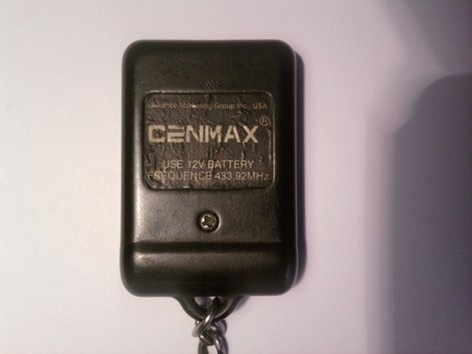 Alliance Marketing Group Inc., USA
CENMAX®
USE 12V BATTERY
FREQUENCE 433.92MHz